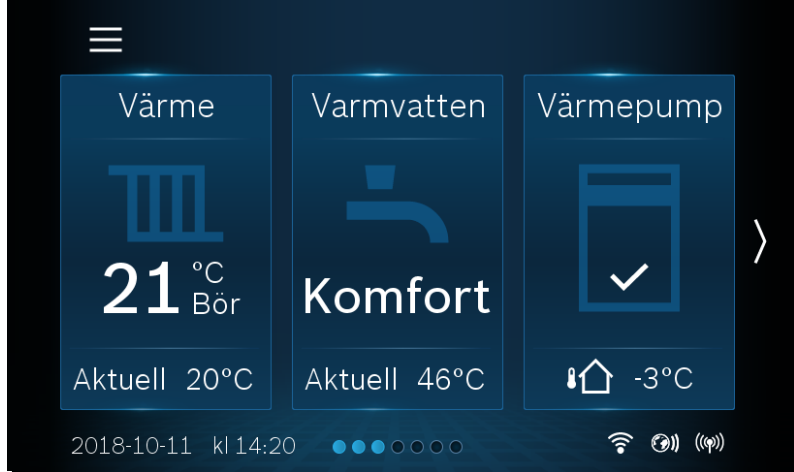 Värme
21 °C
Bör
Aktuell 20°C
Varmvatten
Komfort
Aktuell 46°C
Värmepump
-3°C
2018-10-11 kl 14:20